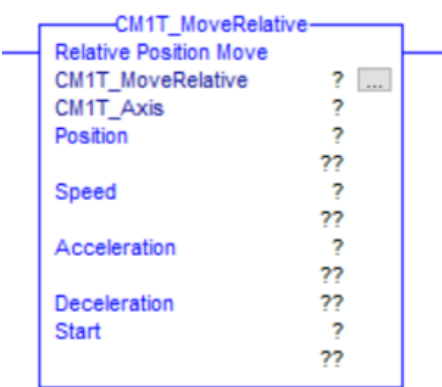 CM1T_MoveRelative
Relative Position Move
CM1T_MoveRelative ? ...
CM1T_Axis ?
Position ?
??
Speed ?
??
Acceleration ?
??
Deceleration ??
Start ?
??